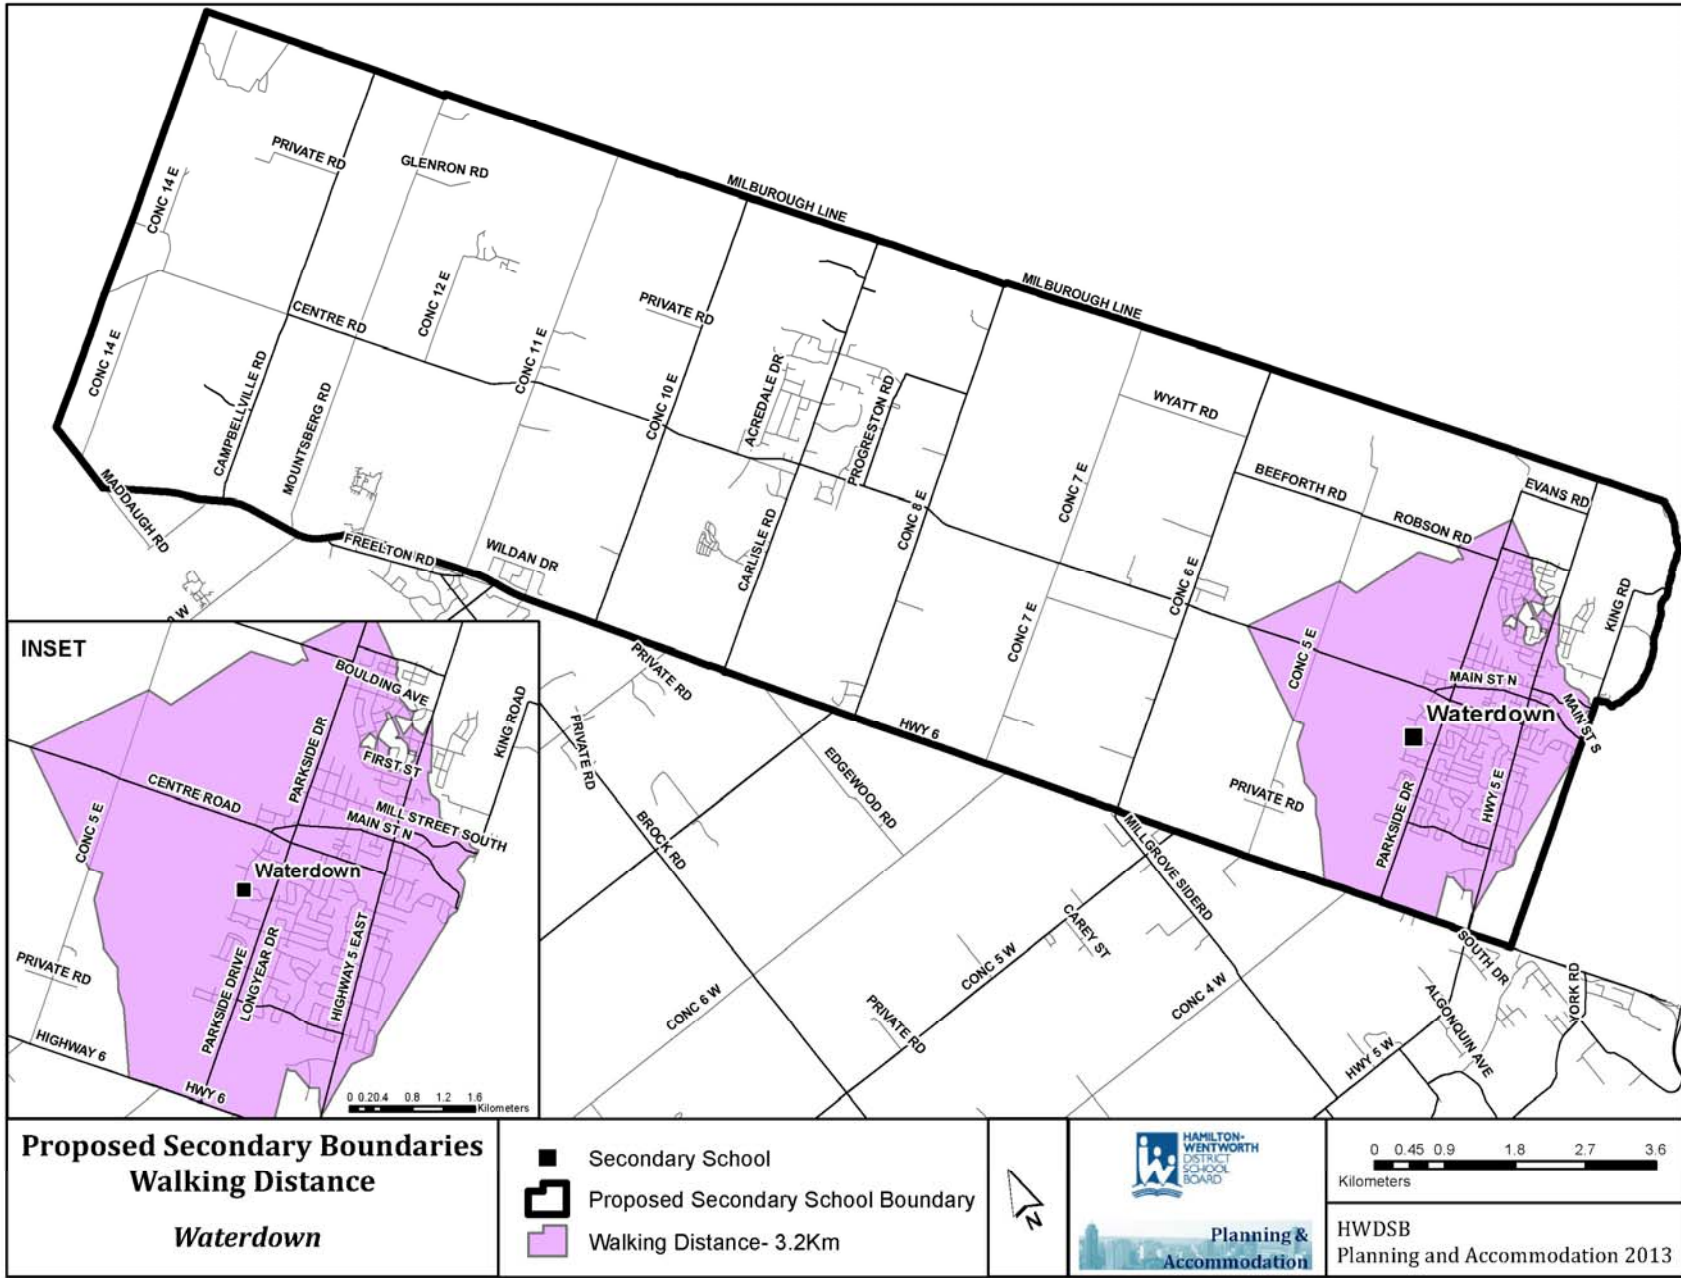 MILBUROUGH LINE
MILBUROUGH LINE
PRIVATE RD
GLENRON RD
CONC 14 E
CONC 12 E
PRIVATE RD
CENTRE RD
CONC 14 E
CAMPBELLVILLE RD
MOUNTSBERG RD
CONC 11 E
CONC 10 E
ACREDALE DR
PROGRESTON RD
WYATT RD
BEEFORTH RD
ROBSON RD
EVANS RD
KING RD
MADDAUGH RD
FREELTON RD
WILDAN DR
CARLISLE RD
CONC 8 E
CONC 7 E
CONC 7 E
CONC 6 E
CONC 5 E
MAIN ST N
MAIN ST S
Waterdown
HWY 5 E
PARKSIDE DR
PRIVATE RD
PRIVATE RD
HWY 6
PRIVATE RD
EDGEWOOD RD
BROCK RD
MILLGROVE SIDERD
CAREY ST
CONC 5 W
CONC 6 W
PRIVATE RD
CONC 4 W
SOUTH DR
YORK RD
ALGONQUIN AVE
HWY 5 W
INSET
BOULDING AVE
PARKSIDE DR
KING ROAD
FIRST ST
CENTRE ROAD
MILL STREET SOUTH
MAIN ST N
CONC 5 E
Waterdown
PRIVATE RD
PARKSIDE DRIVE
LONGYEAR DR
HIGHWAY 5 EAST
HIGHWAY 6
HWY 6
0 0.20.4 0.8 1.2 1.6
Kilometers
Proposed Secondary Boundaries
Walking Distance
Waterdown
Secondary School
Proposed Secondary School Boundary
Walking Distance- 3.2Km
N
HAMILTON-
WENTWORTH
DISTRICT
SCHOOL
BOARD
Planning &
Accommodation
0 0.45 0.9 1.8 2.7 3.6
Kilometers
HWDSB
Planning and Accommodation 2013